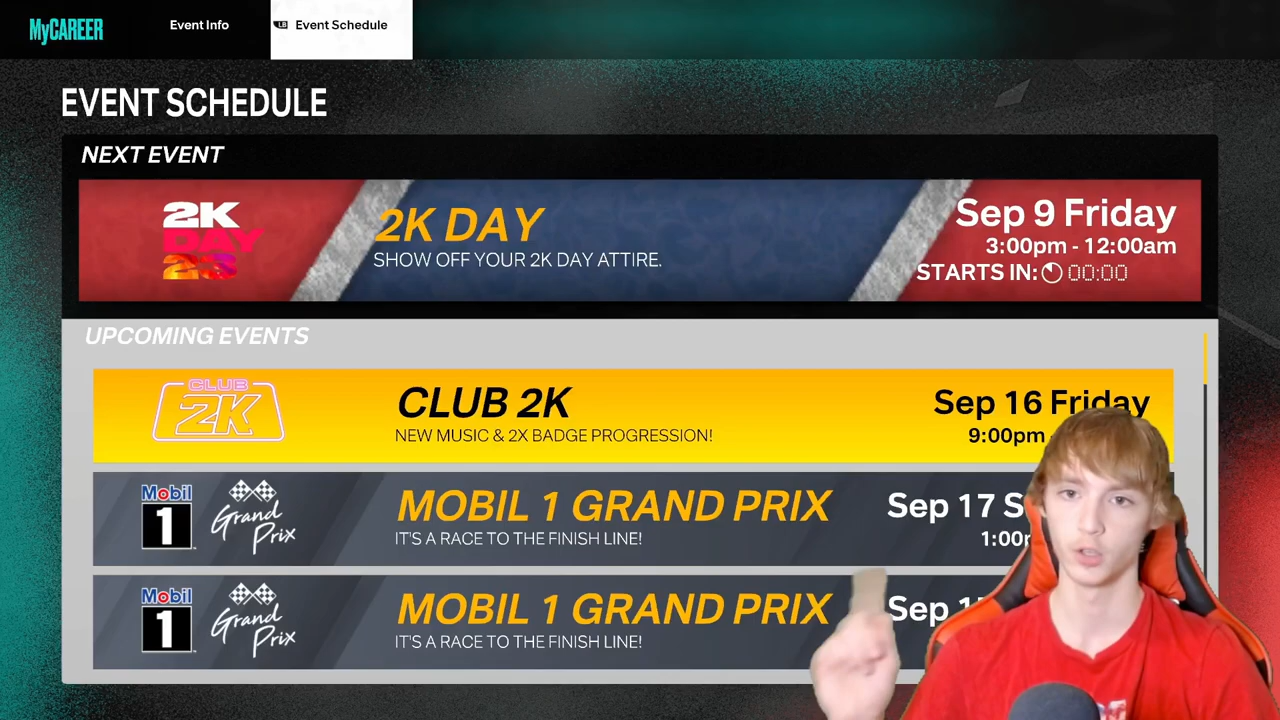 MyCAREER
Event Info
LB Event Schedule
EVENT SCHEDULE
NEXT EVENT
2K DAY 23
2K DAY
SHOW OFF YOUR 2K DAY ATTIRE.
Sep 9 Friday
3:00pm - 12:00am
STARTS IN: 00:00
UPCOMING EVENTS
CLUB 2K
CLUB 2K
NEW MUSIC & 2X BADGE PROGRESSION!
Sep 16 Friday
9:00pm
Mobil 1 Grand Prix
MOBIL 1 GRAND PRIX
IT'S A RACE TO THE FINISH LINE!
Sep 17
Mobil 1 Grand Prix
MOBIL 1 GRAND PRIX
IT'S A RACE TO THE FINISH LINE!
Sep